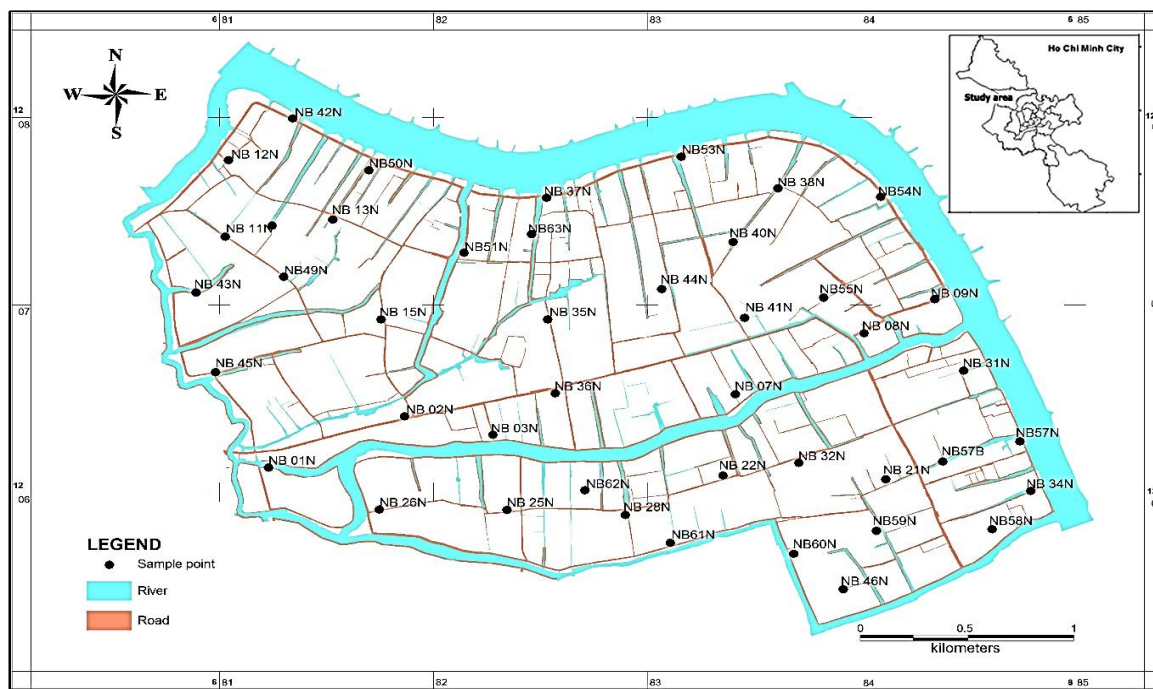 6 81
82
83
84
6 85
N
W
E
S
Ho Chi Minh City
Study area
12
08
12
NB 42N
NB 12N
NB50N
NB53N
NB 38N
NB 37N
NB54N
NB 13N
NB 11N
NB63N
NB51N
NB 40N
NB49N
NB 43N
NB 44N
NB55N
NB 09N
07
NB 15N
NB 35N
NB 41N
NB 08N
NB 45N
NB 31N
NB 36N
NB 07N
NB 02N
NB 03N
NB57N
NB 01N
NB 22N
NB 32N
NB57B
NB 21N
12
06
NB62N
NB 34N
NB 26N
NB 25N
NB 28N
NB59N
NB58N
NB61N
NB60N
NB 46N
LEGEND
Sample point
River
Road
0
0.5
1
kilometers